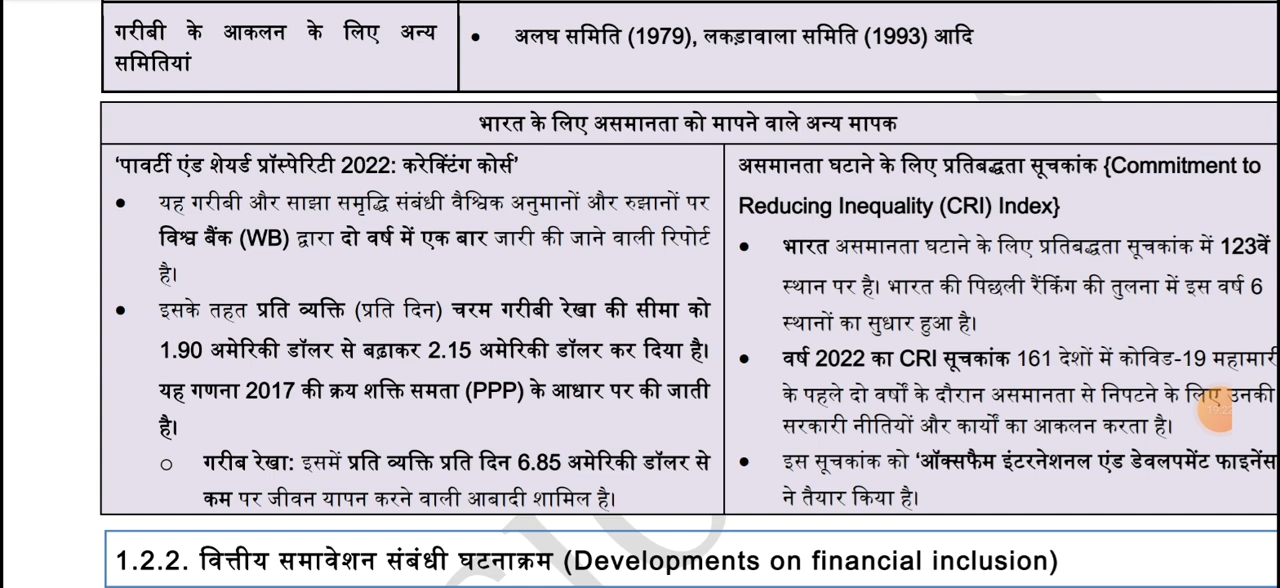 गरीबी के आकलन के लिए अन्य
समितियां
• अलघ समिति (1979), लकड़ावाला समिति (1993) आदि
भारत के लिए असमानता को मापने वाले अन्य मापक
‘पावर्टी एंड शेयर्ड प्रॉस्पेरिटी 2022: करेक्टिंग कोर्स’
• यह गरीबी और साझा समृद्धि संबंधी वैश्विक अनुमानों और रुझानों पर
विश्व बैंक (WB) द्वारा दो वर्ष में एक बार जारी की जाने वाली रिपोर्ट
है।
• इसके तहत प्रति व्यक्ति (प्रति दिन) चरम गरीबी रेखा की सीमा को
1.90 अमेरिकी डॉलर से बढ़ाकर 2.15 अमेरिकी डॉलर कर दिया है।
यह गणना 2017 की क्रय शक्ति समता (PPP) के आधार पर की जाती
है।
○ गरीब रेखा: इसमें प्रति व्यक्ति प्रति दिन 6.85 अमेरिकी डॉलर से
कम पर जीवन यापन करने वाली आबादी शामिल है।
असमानता घटाने के लिए प्रतिबद्धता सूचकांक {Commitment to
Reducing Inequality (CRI) Index}
• भारत असमानता घटाने के लिए प्रतिबद्धता सूचकांक में 123वें
स्थान पर है। भारत की पिछली रैंकिंग की तुलना में इस वर्ष 6
स्थानों का सुधार हुआ है।
• वर्ष 2022 का CRI सूचकांक 161 देशों में कोविड-19 महामारी
के पहले दो वर्षों के दौरान असमानता से निपटने के लिए उनकी
सरकारी नीतियों और कार्यों का आकलन करता है।
• इस सूचकांक को ‘ऑक्सफैम इंटरनेशनल एंड डेवलपमेंट फाइनेंस
ने तैयार किया है।
19:22
1.2.2. वित्तीय समावेशन संबंधी घटनाक्रम (Developments on financial inclusion)